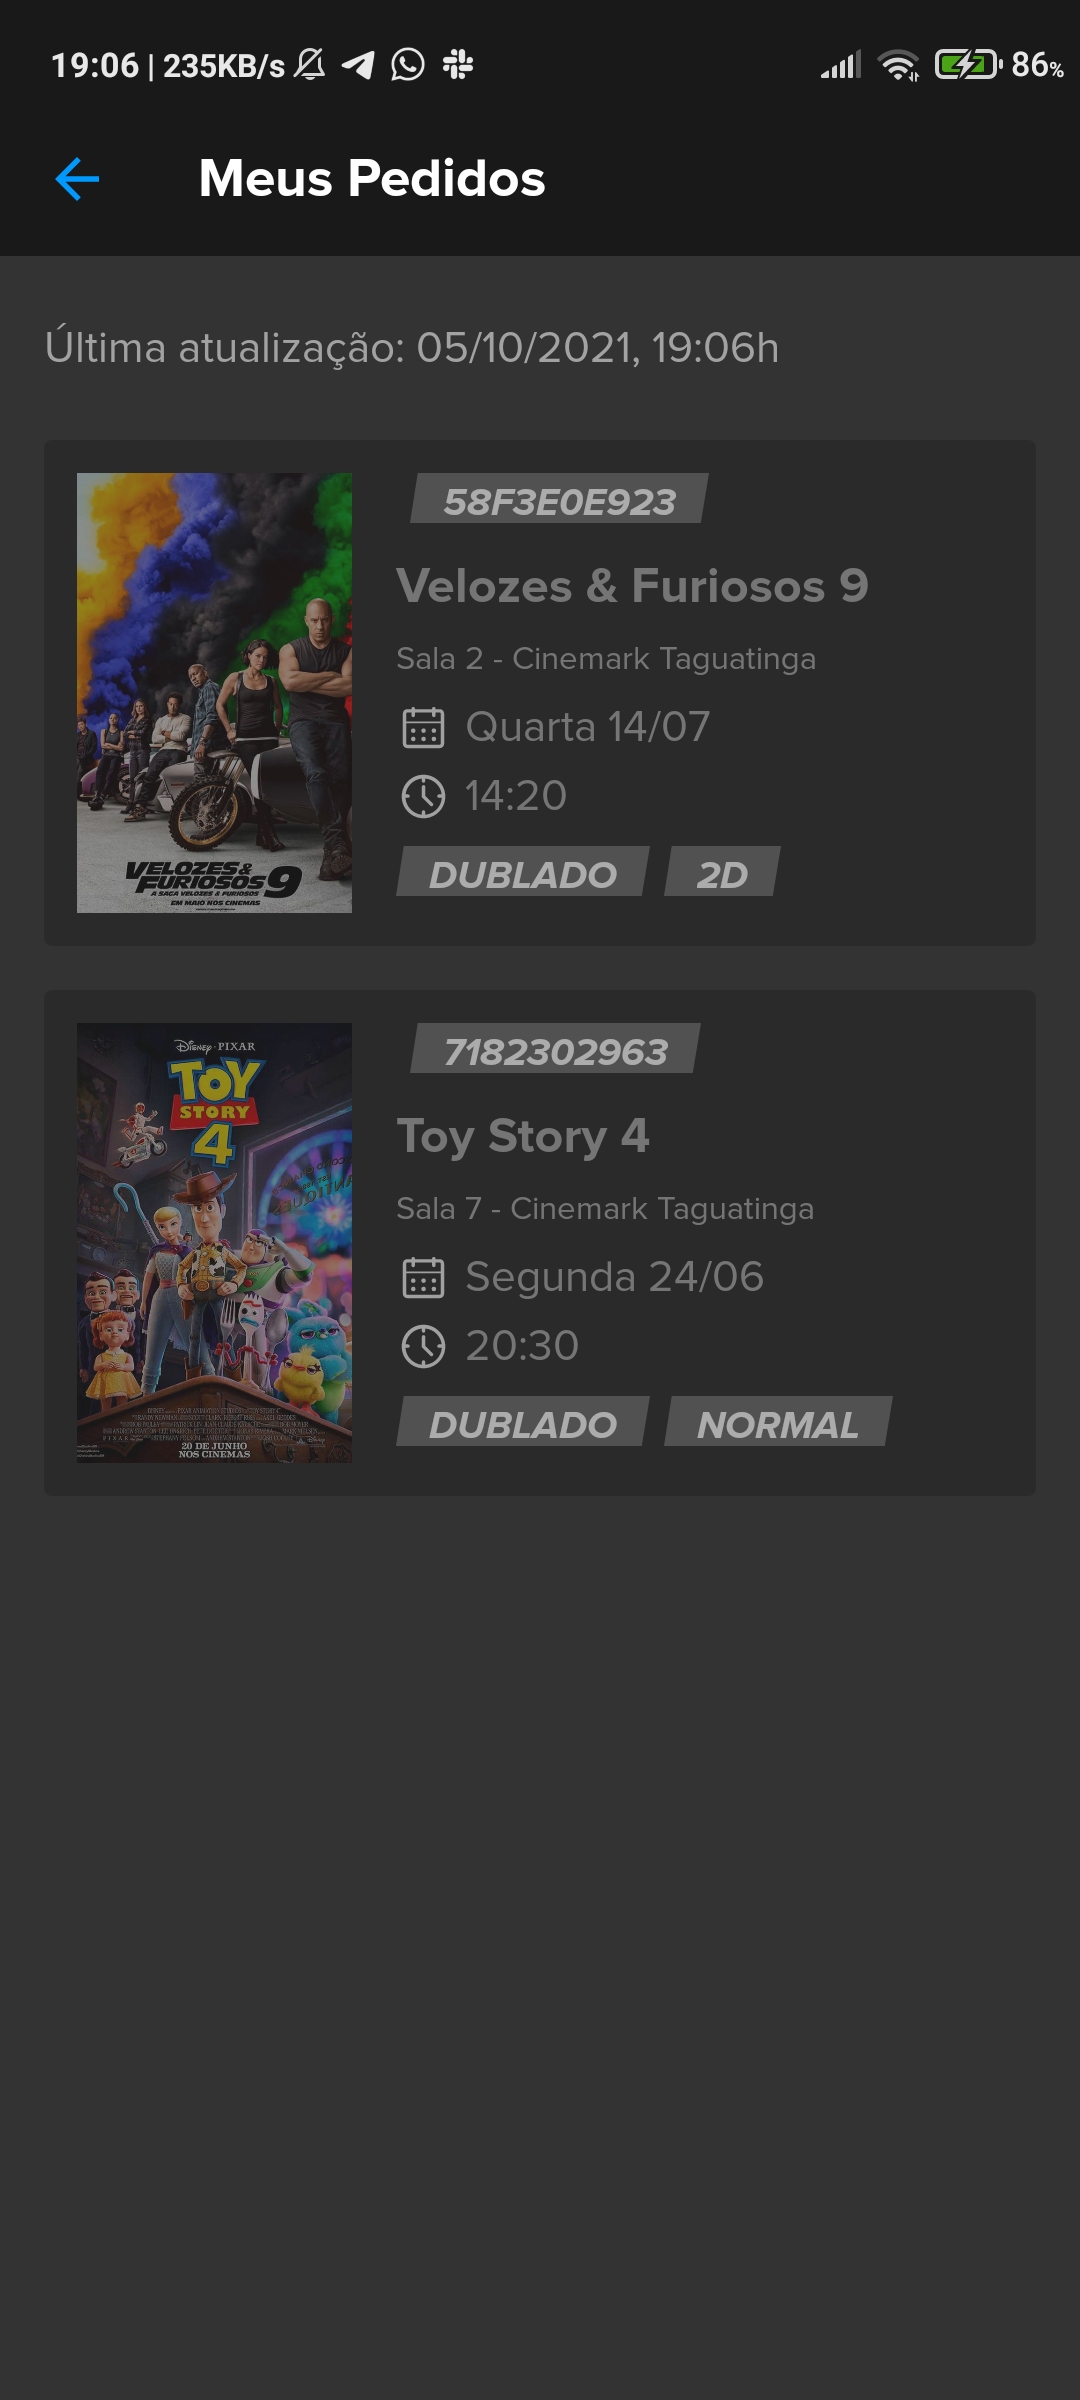 19:06 | 235KB/s
86%
Meus Pedidos
Última atualização: 05/10/2021, 19:06h
58F3E0E923
Velozes & Furiosos 9
Sala 2 - Cinemark Taguatinga
Quarta 14/07
14:20
DUBLADO 2D
VELOZES &
FURIOSOS 9
A SAGA VELOZES & FURIOSOS
EM MAIO NOS CINEMAS
7182302963
Toy Story 4
Sala 7 - Cinemark Taguatinga
Segunda 24/06
20:30
DUBLADO NORMAL
DISNEY · PIXAR
TOY
STORY
4
20 DE JUNHO
NOS CINEMAS